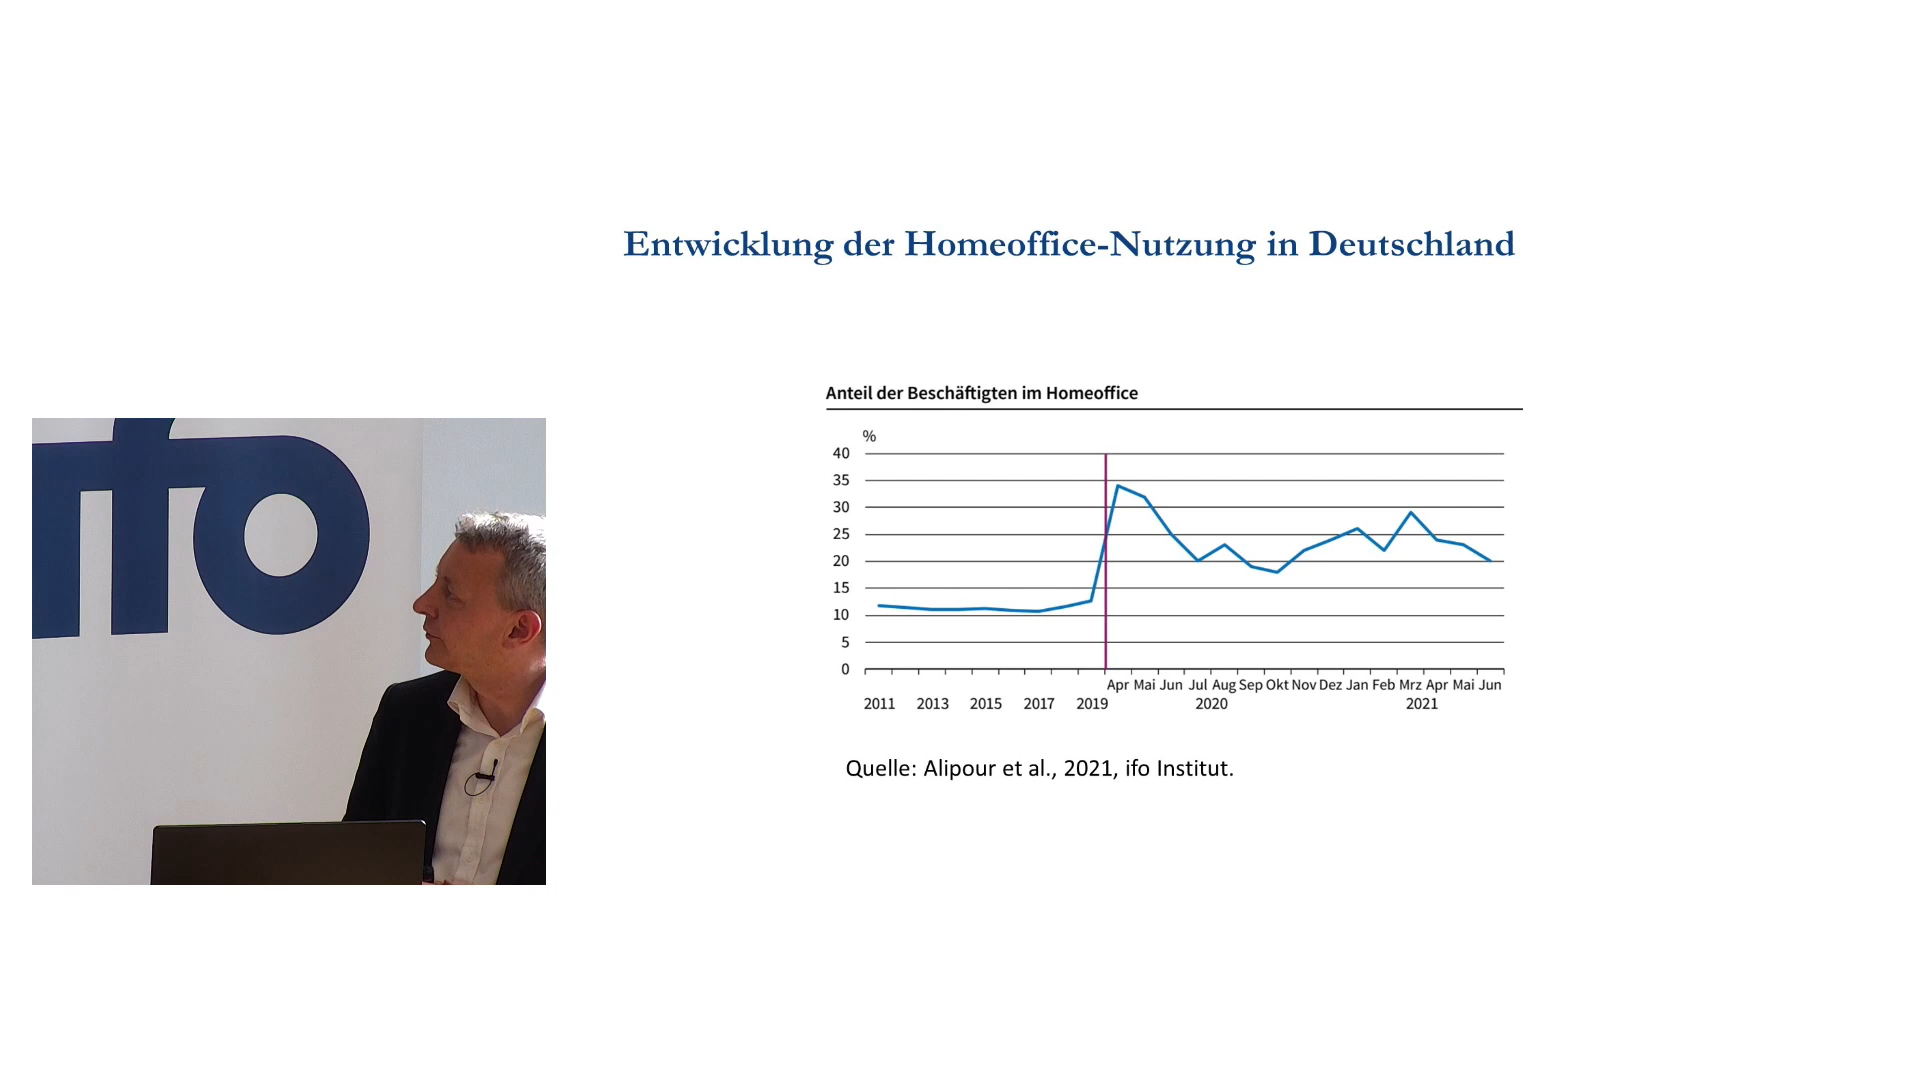 Entwicklung der Homeoffice-Nutzung in Deutschland
Anteil der Beschäftigten im Homeoffice
%
40
35
30
25
20
15
10
5
0
Apr Mai Jun Jul Aug Sep Okt Nov Dez Jan Feb Mrz Apr Mai Jun
2011 2013 2015 2017 2019 2020 2021
Quelle: Alipour et al., 2021, ifo Institut.
ifo